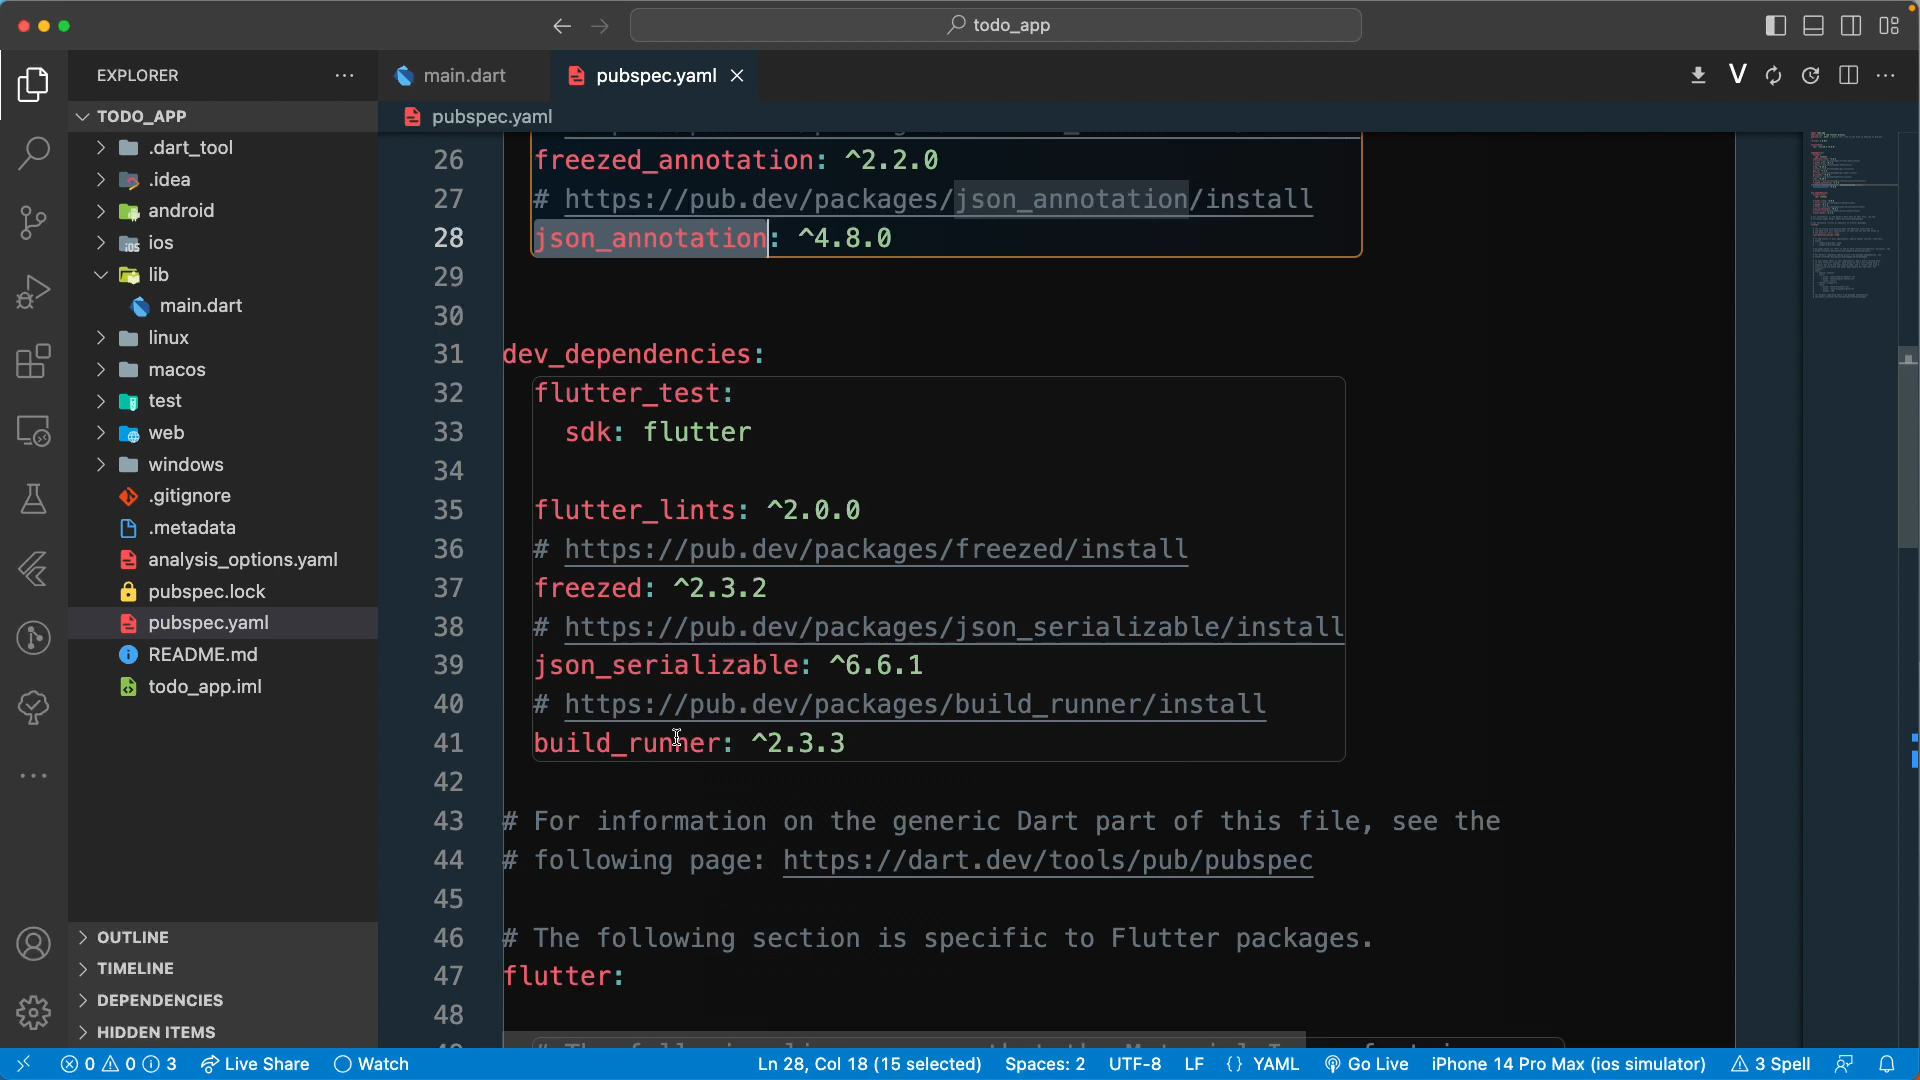 todo_app
EXPLORER
main.dart
pubspec.yaml
TODO_APP
.dart_tool
.idea
android
ios
lib
main.dart
linux
macos
test
web
windows
.gitignore
.metadata
analysis_options.yaml
pubspec.lock
pubspec.yaml
README.md
todo_app.iml
OUTLINE
TIMELINE
DEPENDENCIES
HIDDEN ITEMS
pubspec.yaml
26 freezed_annotation: ^2.2.0
27 # https://pub.dev/packages/json_annotation/install
28 json_annotation: ^4.8.0
29
30
31 dev_dependencies:
32 flutter_test:
33 sdk: flutter
34
35 flutter_lints: ^2.0.0
36 # https://pub.dev/packages/freezed/install
37 freezed: ^2.3.2
38 # https://pub.dev/packages/json_serializable/install
39 json_serializable: ^6.6.1
40 # https://pub.dev/packages/build_runner/install
41 build_runner: ^2.3.3
42
43 # For information on the generic Dart part of this file, see the
44 # following page: https://dart.dev/tools/pub/pubspec
45
46 # The following section is specific to Flutter packages.
47 flutter:
48
0 0 3 Live Share Watch Ln 28, Col 18 (15 selected) Spaces: 2 UTF-8 LF {} YAML Go Live iPhone 14 Pro Max (ios simulator) 3 Spell